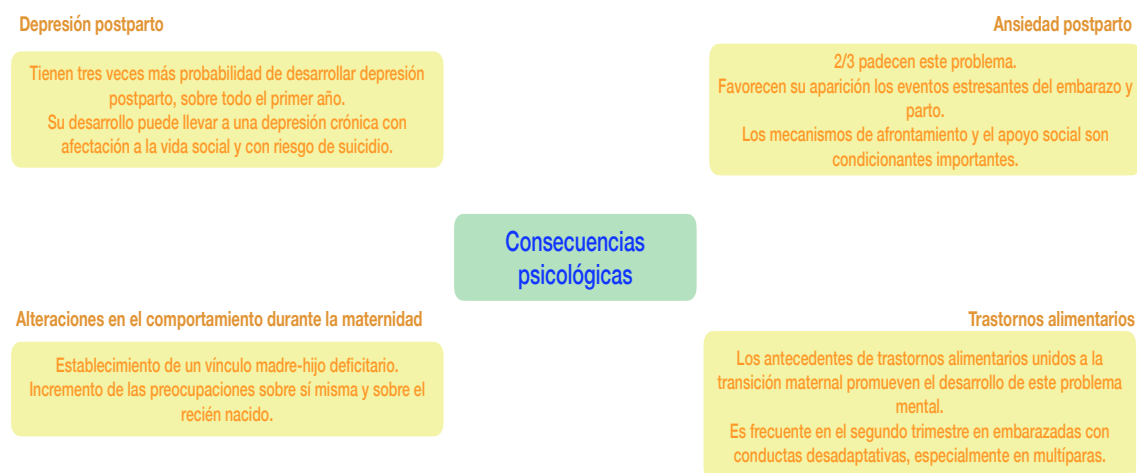 Depresión postparto
Tienen tres veces más probabilidad de desarrollar depresión
postparto, sobre todo el primer año.
Su desarrollo puede llevar a una depresión crónica con
afectación a la vida social y con riesgo de suicidio.
Ansiedad postparto
2/3 padecen este problema.
Favorecen su aparición los eventos estresantes del embarazo y
parto.
Los mecanismos de afrontamiento y el apoyo social son
condicionantes importantes.
Consecuencias
psicológicas
Alteraciones en el comportamiento durante la maternidad
Establecimiento de un vínculo madre-hijo deficitario.
Incremento de las preocupaciones sobre sí misma y sobre el
recién nacido.
Trastornos alimentarios
Los antecedentes de trastornos alimentarios unidos a la
transición maternal promueven el desarrollo de este problema
mental.
Es frecuente en el segundo trimestre en embarazadas con
conductas desadaptativas, especialmente en multíparas.